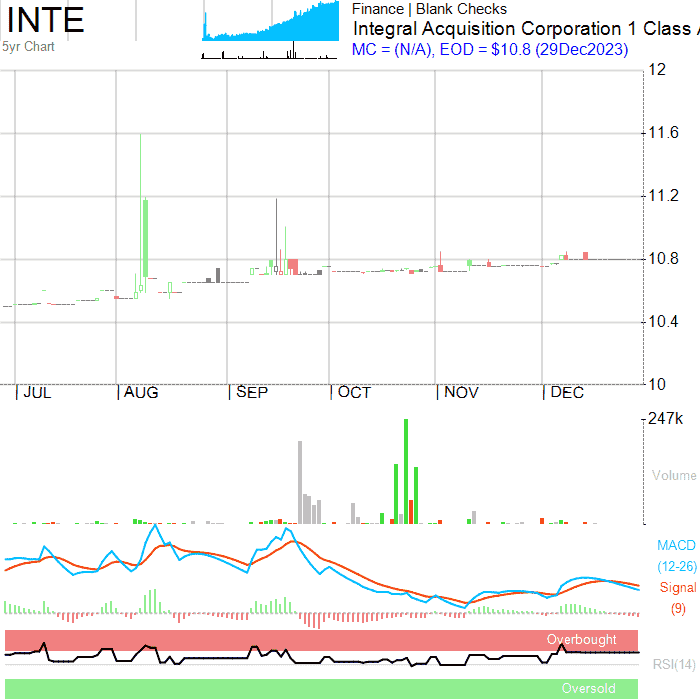 INTE
5yr Chart
Finance | Blank Checks
Integral Acquisition Corporation 1 Class
MC = (N/A), EOD = $10.8 (29Dec2023)
12
11.6
11.2
10.8
10.4
10
JUL
AUG
SEP
OCT
NOV
DEC
247k
Volume
MACD
(12-26)
Signal
(9)
Overbought
RSI(14)
Oversold